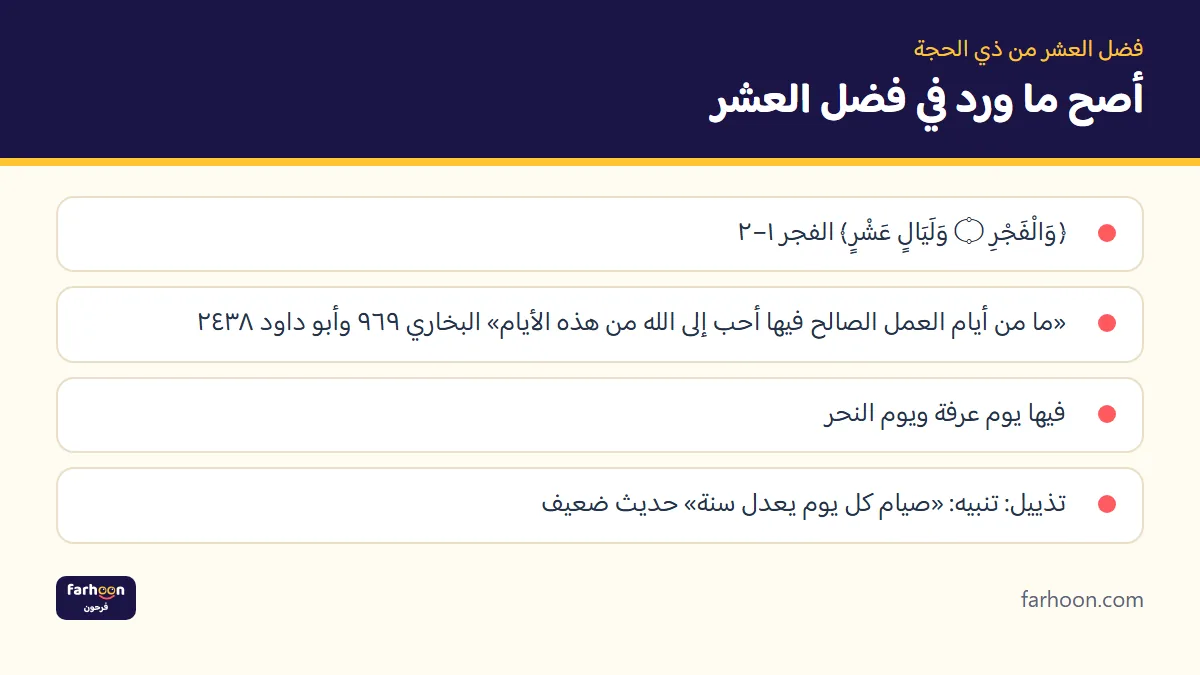 فضل العشر من ذي الحجة
أصح ما ورد في فضل العشر
﴿وَالْفَجْرِ ۝ وَلَيَالٍ عَشْرٍ﴾ الفجر ١–٢
«ما من أيام العمل الصالح فيها أحب إلى الله من هذه الأيام» البخاري ٩٦٩ وأبو داود ٢٤٣٨
فيها يوم عرفة ويوم النحر
تذييل: تنبيه: «صيام كل يوم يعدل سنة» حديث ضعيف
farhoon.com
farhoon
فرحون